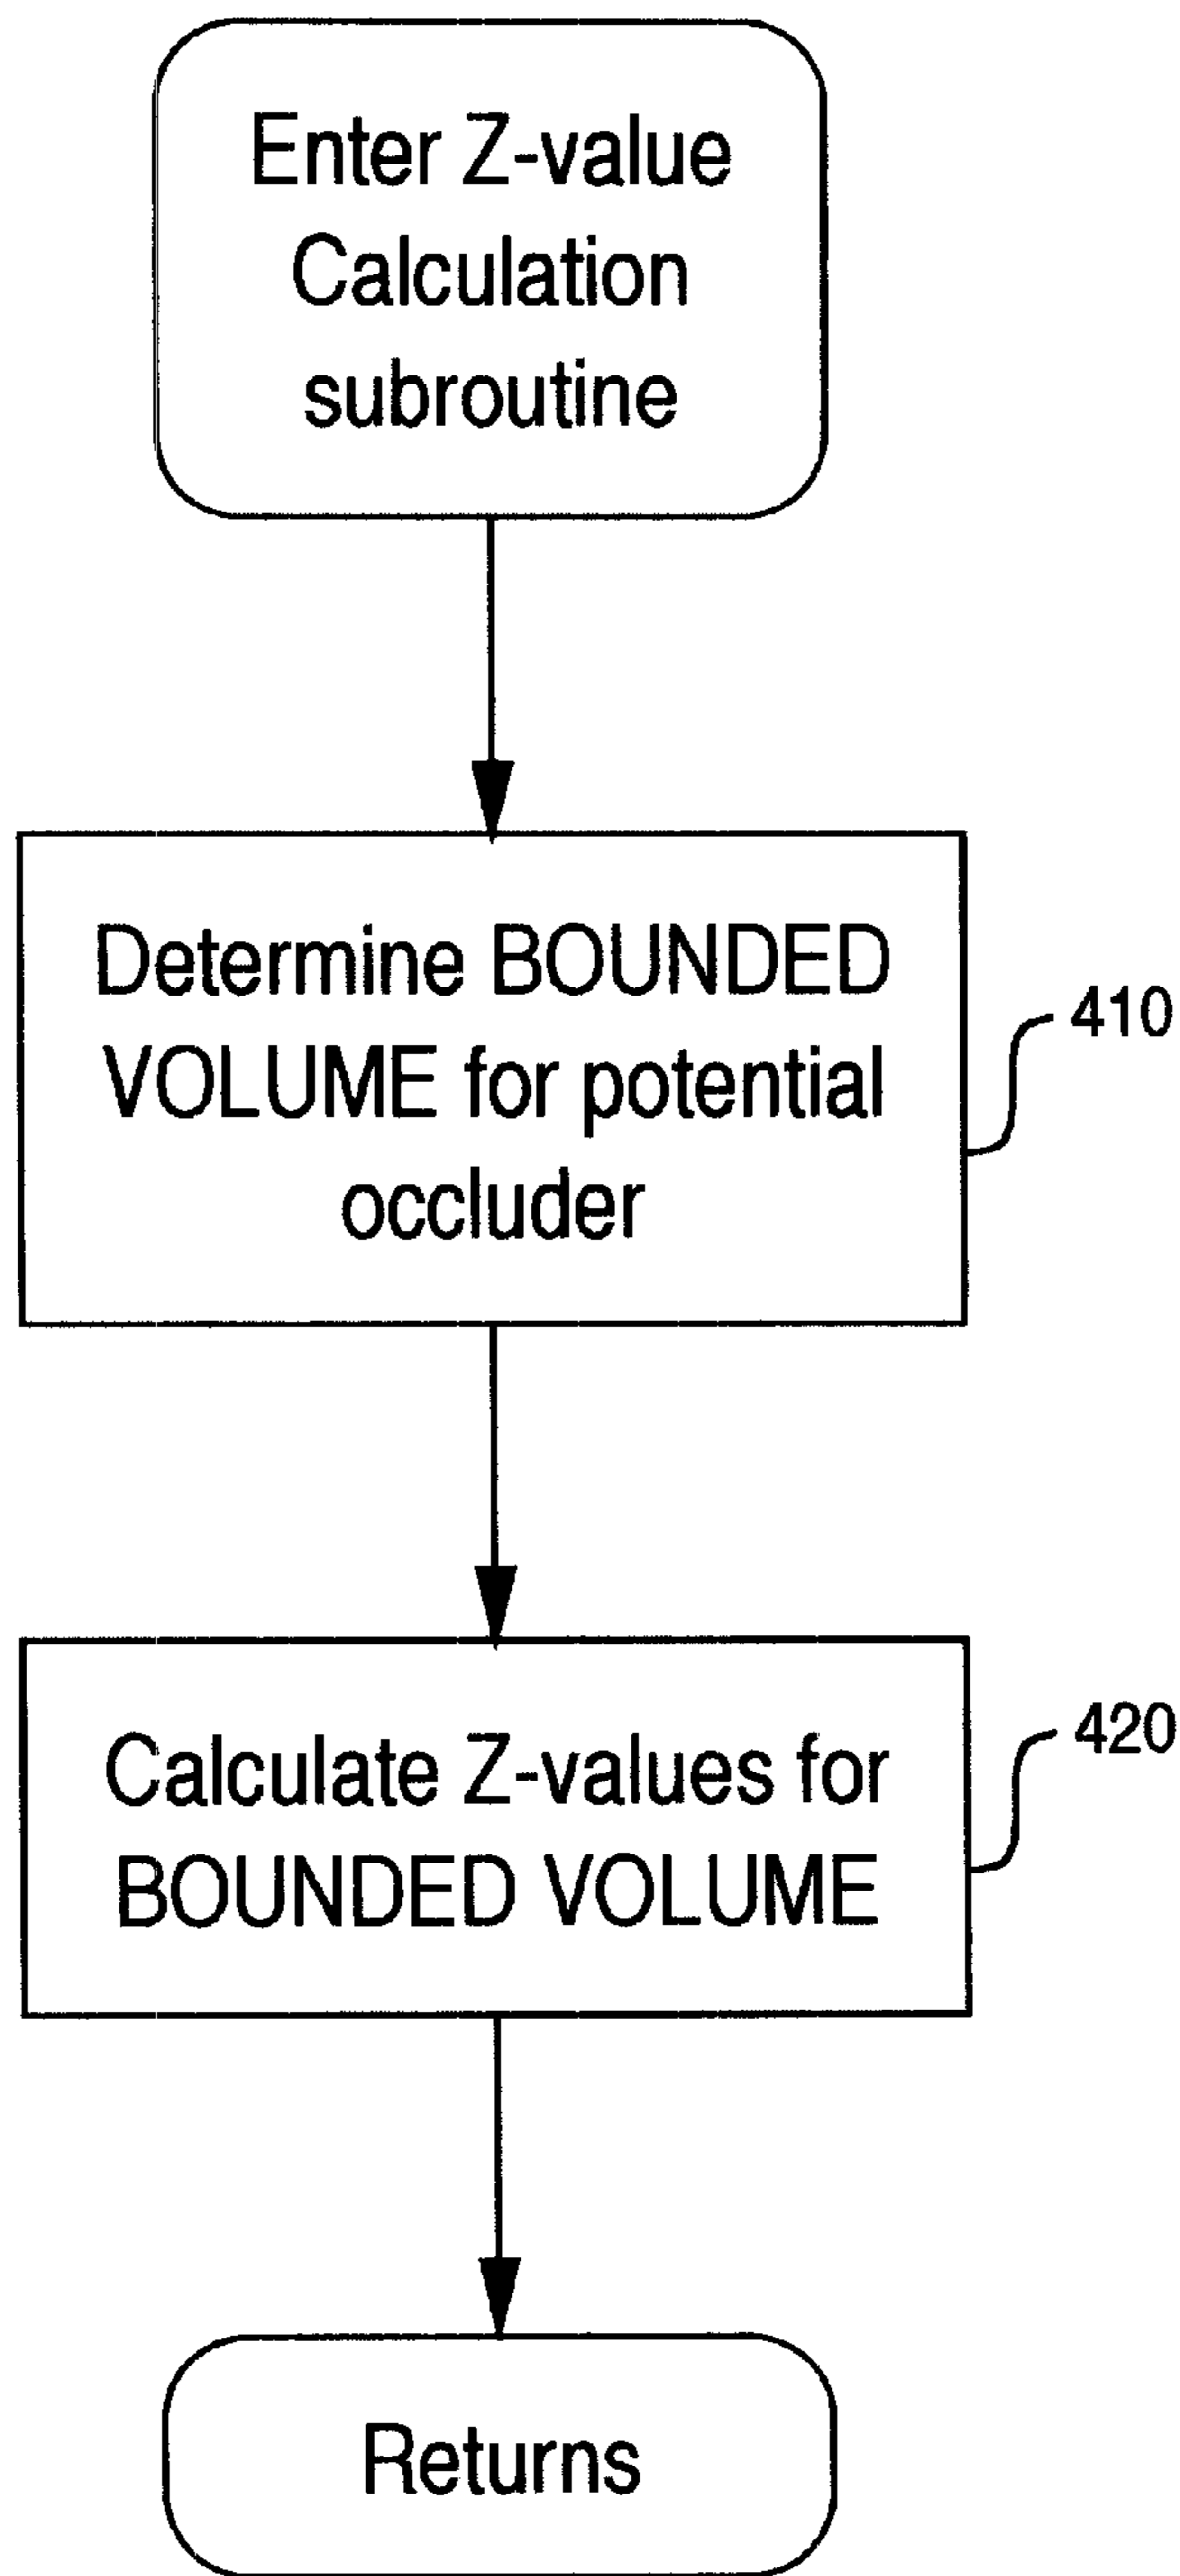 Enter Z-value
Calculation
subroutine
Determine BOUNDED
VOLUME for potential
occluder
410
Calculate Z-values for
BOUNDED VOLUME
420
Returns